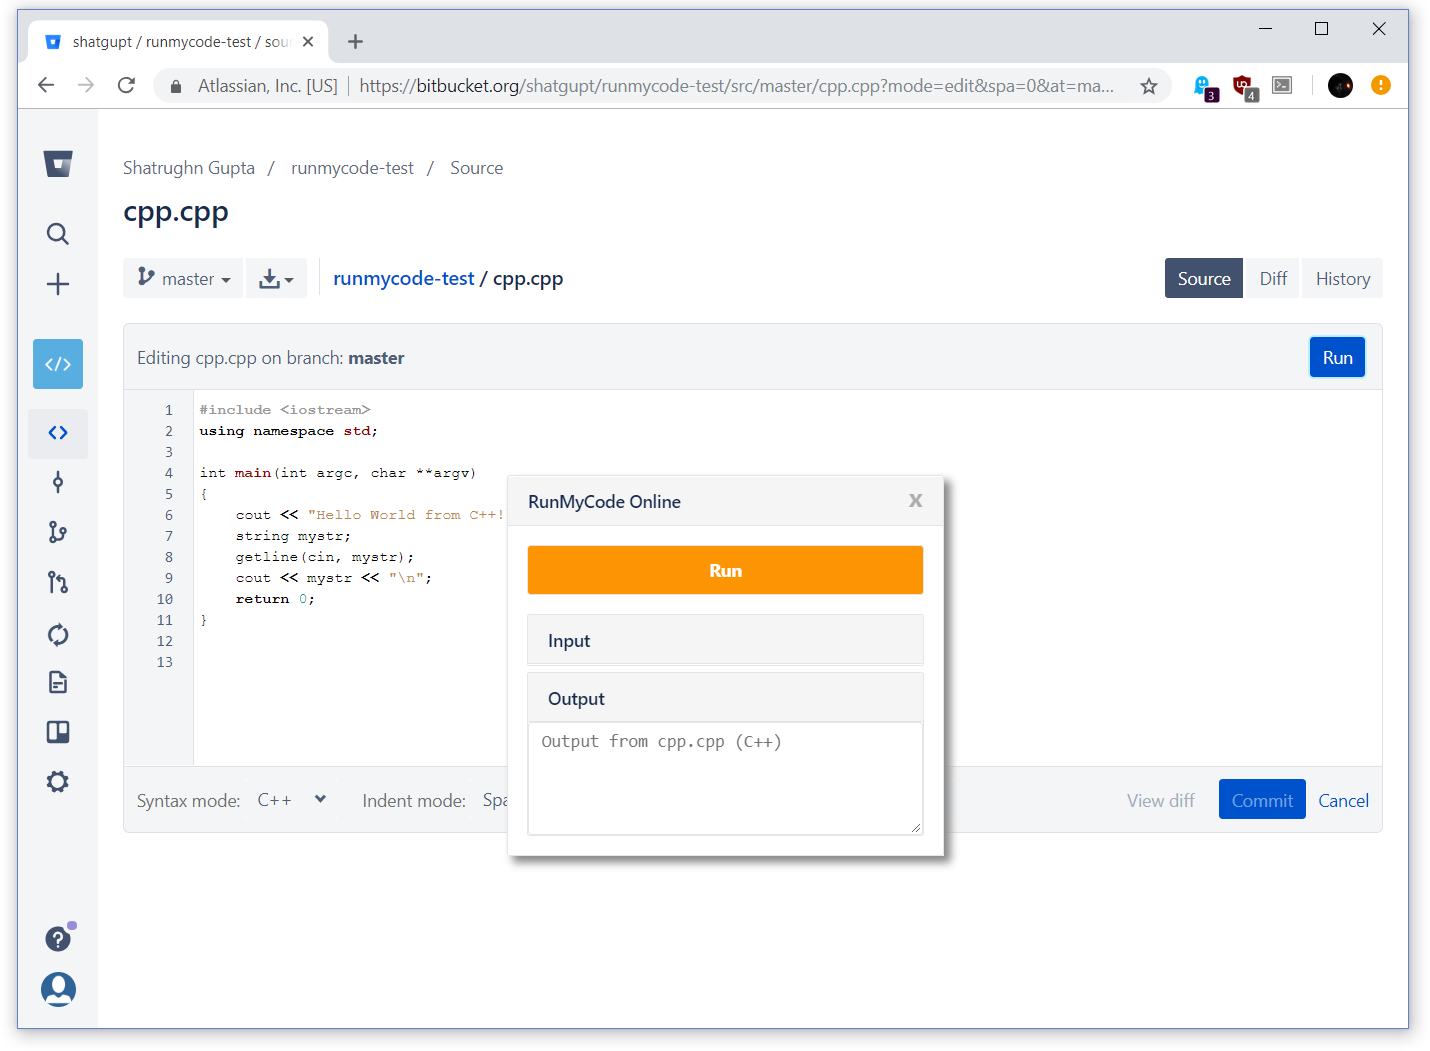 shatgupt / runmycode-test / sou
Atlassian, Inc. [US] | https://bitbucket.org/shatgupt/runmycode-test/src/master/cpp.cpp?mode=edit&spa=0&at=ma...
3
4
Shatrughn Gupta / runmycode-test / Source
cpp.cpp
master
runmycode-test / cpp.cpp
Source Diff History
Editing cpp.cpp on branch: master
Run
1 #include <iostream>
2 using namespace std;
3
4 int main(int argc, char **argv)
5 {
6 cout << "Hello World from C++!
7 string mystr;
8 getline(cin, mystr);
9 cout << mystr << "\n";
10 return 0;
11 }
12
13
RunMyCode Online X
Run
Input
Output
Output from cpp.cpp (C++)
Syntax mode: C++ Indent mode: Spa
View diff Commit Cancel